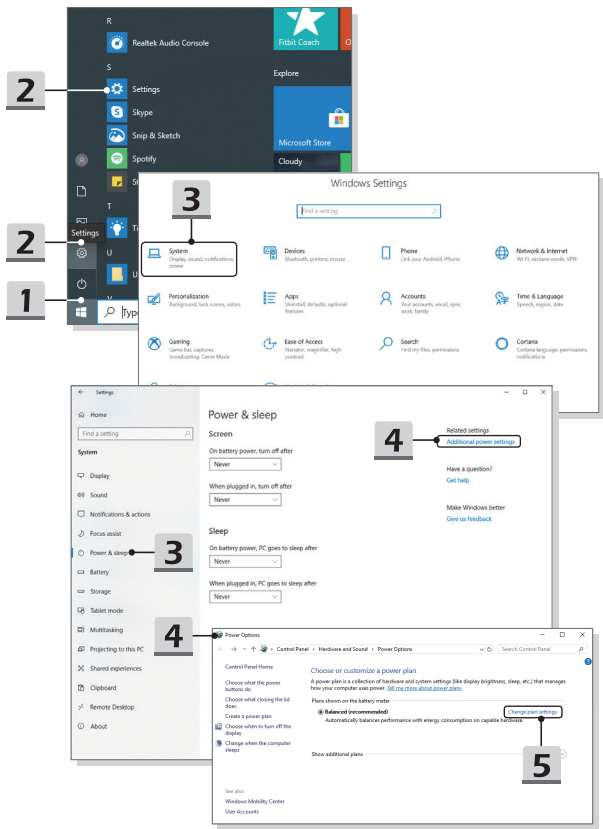 R
Realtek Audio Console
S
2
Settings
Skype
Snip & Sketch
Spotify
St
T
Ti
U
U
V
Settings
2
1
Type
Fitbit Coach
O
Explore
Microsoft Store
Cloudy
Windows Settings
Find a setting
3
System
Display, sound, notifications,
power
Devices
Bluetooth, printers, mouse
Phone
Link your Android, iPhone
Network & Internet
Wi-Fi, airplane mode, VPN
Personalization
Background, lock screen, colors
Apps
Uninstall, defaults, optional
features
Accounts
Your accounts, email, sync,
work, family
Time & Language
Speech, region, date
Gaming
Game bar, captures,
broadcasting, Game Mode
Ease of Access
Narrator, magnifier, high
contrast
Search
Find my files, permissions
Cortana
Cortana language, permissions,
notifications
Settings
Home
Find a setting
System
Display
Sound
Notifications & actions
Focus assist
Power & sleep
3
Battery
Storage
Tablet mode
Multitasking
Projecting to this PC
Shared experiences
Clipboard
Remote Desktop
About
Power & sleep
Screen
On battery power, turn off after
Never
When plugged in, turn off after
Never
Sleep
On battery power, PC goes to sleep after
Never
When plugged in, PC goes to sleep after
Never
4
Related settings
Additional power settings
Have a question?
Get help
Make Windows better
Give us feedback
4
Power Options
Control Panel > Hardware and Sound > Power Options
Search Control Panel
Control Panel Home
Choose what the power
buttons do
Choose what closing the lid
does
Create a power plan
Choose when to turn off the
display
Change when the computer
sleeps
See also
Windows Mobility Center
User Accounts
Choose or customize a power plan
A power plan is a collection of hardware and system settings (like display brightness, sleep, etc.) that manages
how your computer uses power. Tell me more about power plans
Plans shown on the battery meter
Balanced (recommended)
Change plan settings
Automatically balances performance with energy consumption on capable hardware.
Show additional plans
5